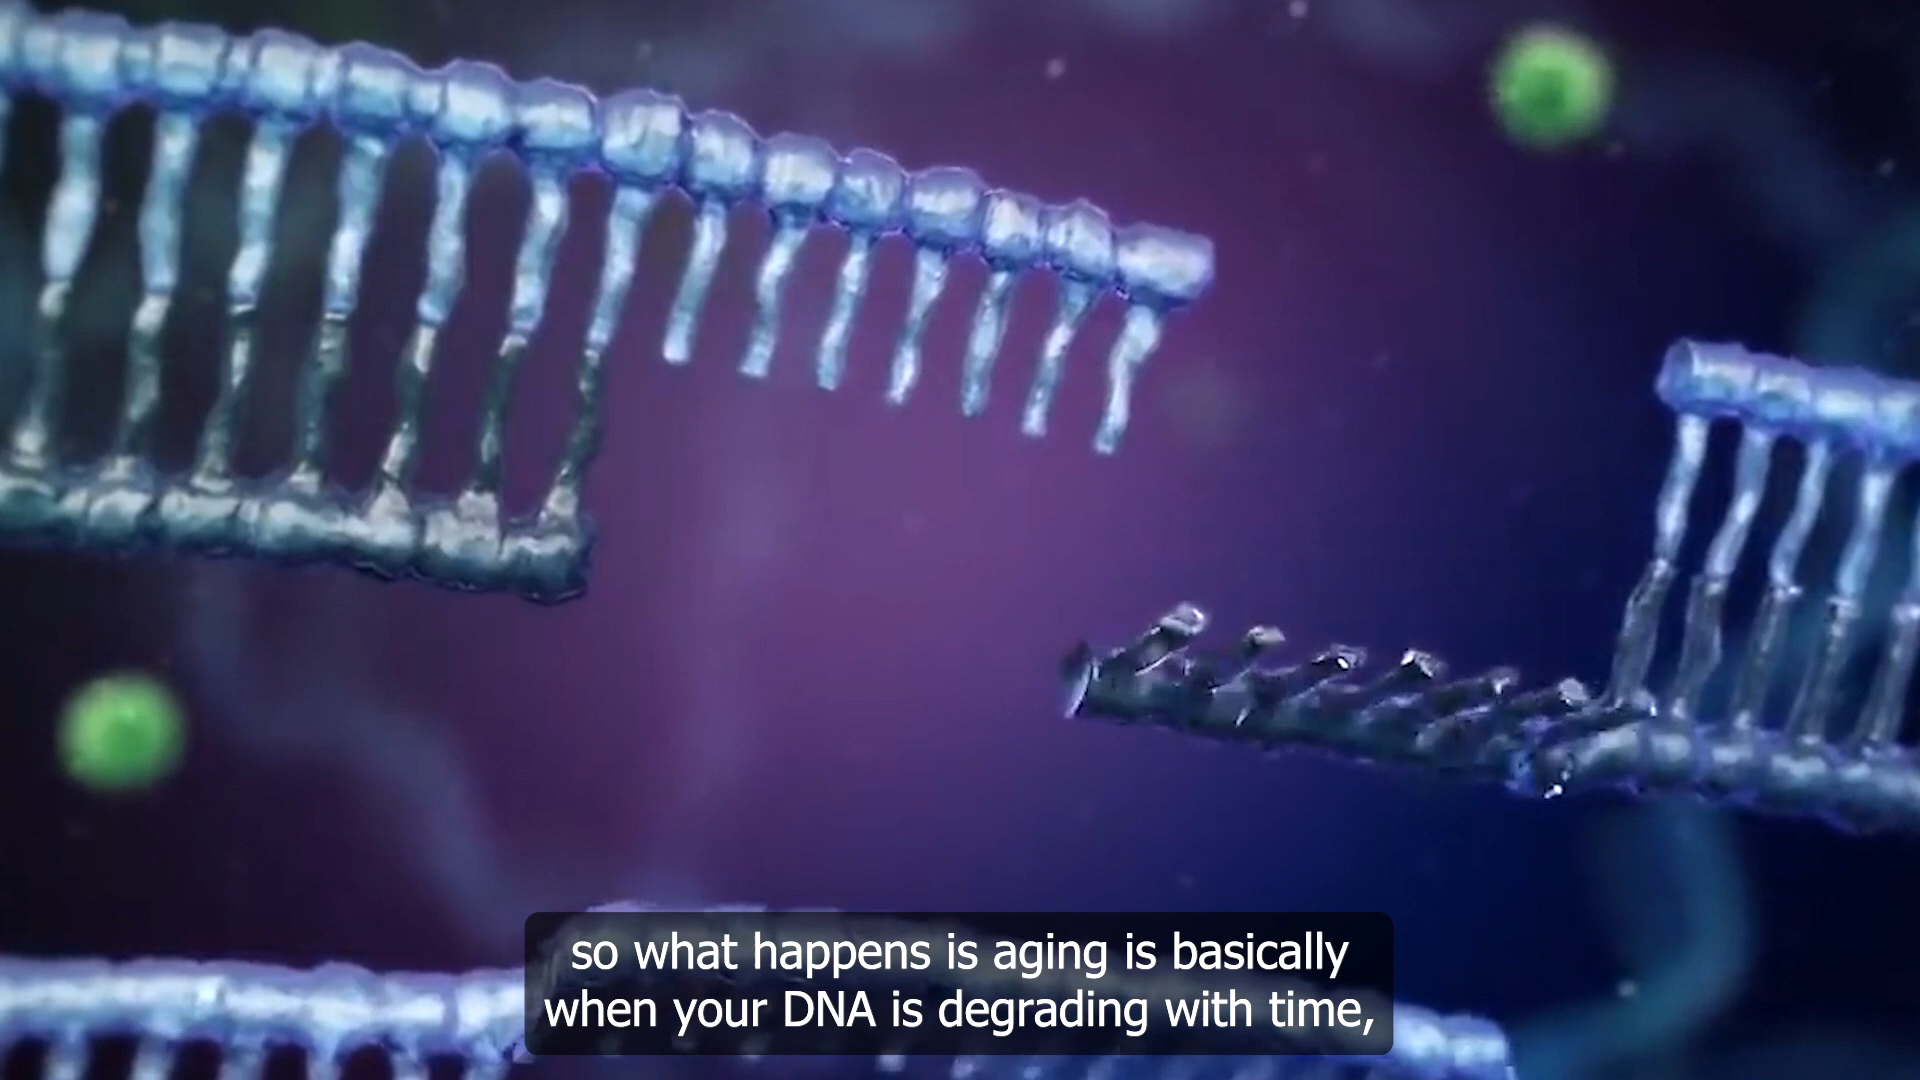 so what happens is aging is basically
when your DNA is degrading with time,